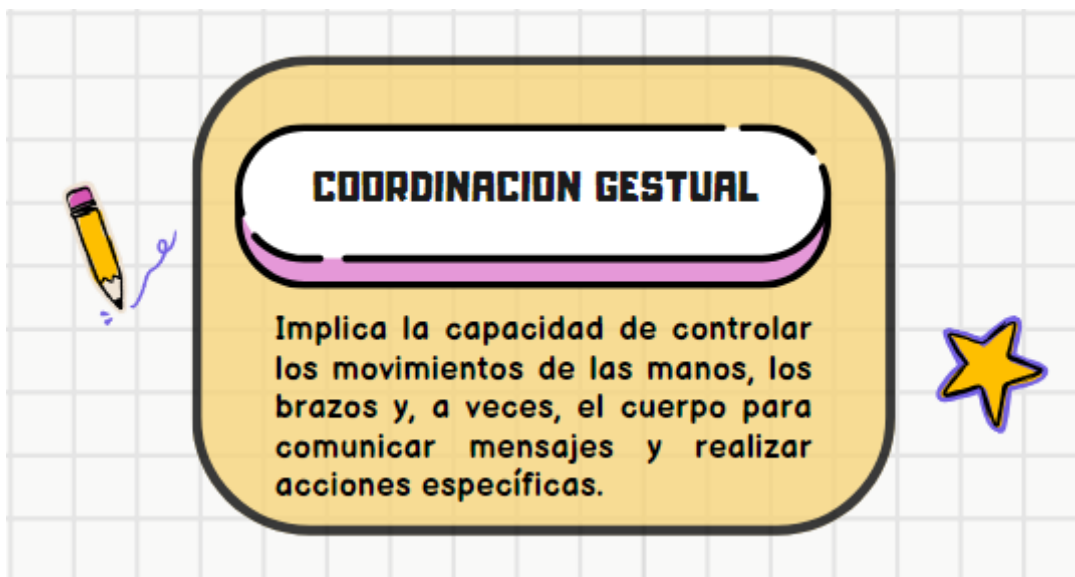 COORDINACION GESTUAL
Implica la capacidad de controlar
los movimientos de las manos, los
brazos y, a veces, el cuerpo para
comunicar mensajes y realizar
acciones específicas.